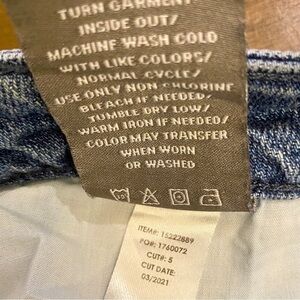 TURN GARMENT
INSIDE OUT/
MACHINE WASH COLD
WITH LIKE COLORS/
NORMAL CYCLE/
USE ONLY NON CHLORINE
BLEACH IF NEEDED/
TUMBLE DRY LOW/
WARM IRON IF NEEDED/
COLOR MAY TRANSFER
WHEN WORN
OR WASHED
ITEM#: 15222889
PO#: 1760072
CUT#: 5
CUT DATE:
03/2021